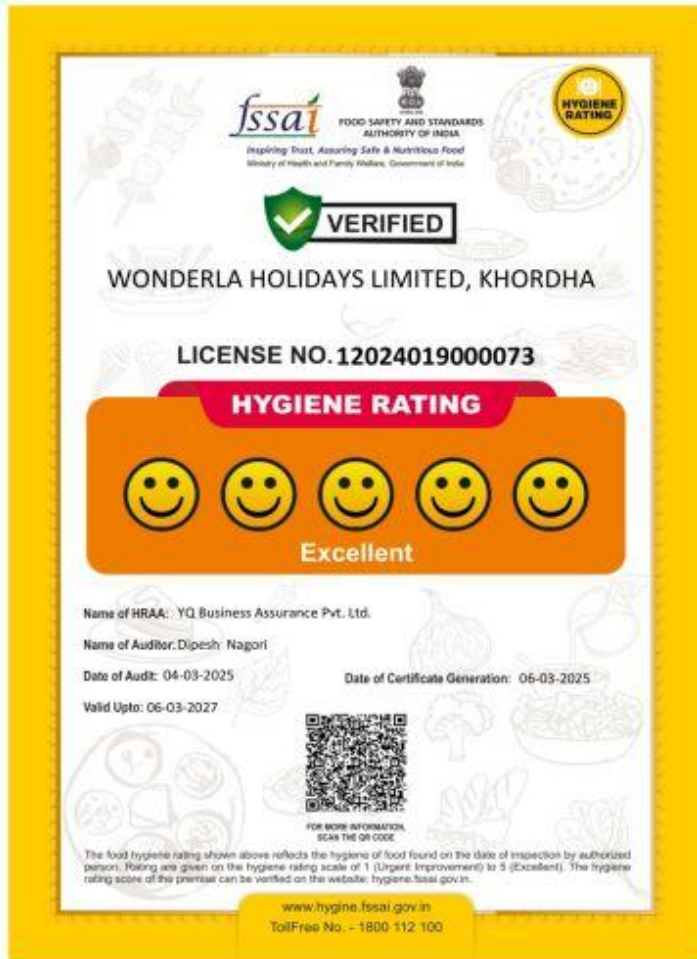 fssai
FOOD SAFETY AND STANDARDS
AUTHORITY OF INDIA
Inspiring Trust, Assuring Safe & Nutritious Food
Ministry of Health and Family Welfare, Government of India
HYGIENE
RATING
VERIFIED
WONDERLA HOLIDAYS LIMITED, KHORDHA
LICENSE NO. 12024019000073
HYGIENE RATING
Excellent
Name of HRAA: YQ Business Assurance Pvt. Ltd.
Name of Auditor: Dipesh Nagori
Date of Audit: 04-03-2025
Date of Certificate Generation: 06-03-2025
Valid Upto: 06-03-2027
FOR MORE INFORMATION,
SCAN THE QR CODE
The food hygiene rating shown above reflects the hygiene of food found on the date of inspection by authorized
person. Rating are given on the hygiene rating scale of 1 (Urgent Improvement) to 5 (Excellent). The hygiene
rating score of the premise can be verified on the website: hygiene.fssai.gov.in.
www.hygine.fssai.gov.in
TollFree No. - 1800 112 100